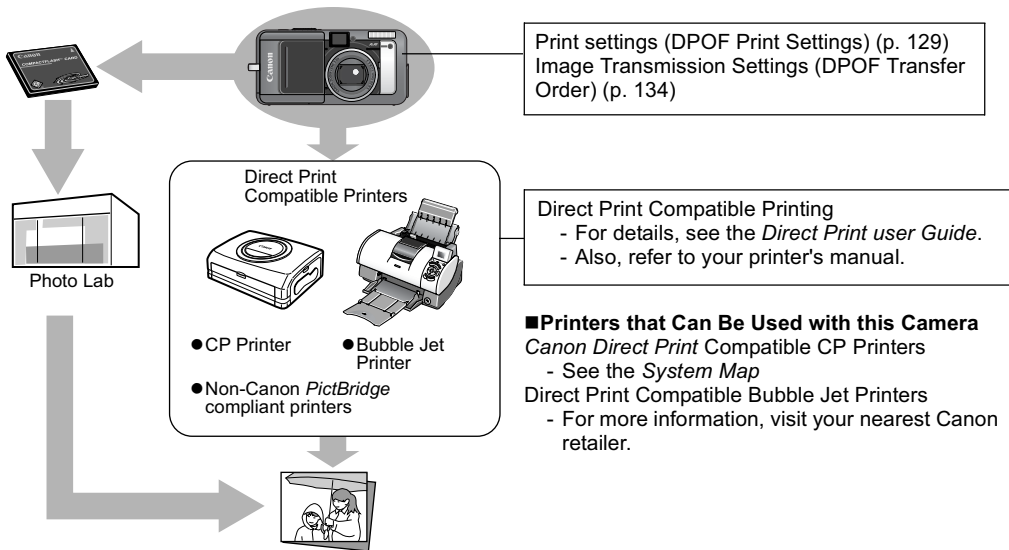 Canon
COMPACTFLASH™ CARD
Canon
Print settings (DPOF Print Settings) (p. 129)
Image Transmission Settings (DPOF Transfer
Order) (p. 134)
Photo Lab
Direct Print
Compatible Printers
●CP Printer
●Bubble Jet
Printer
●Non-Canon PictBridge
compliant printers
Direct Print Compatible Printing
- For details, see the Direct Print user Guide.
- Also, refer to your printer's manual.
■Printers that Can Be Used with this Camera
Canon Direct Print Compatible CP Printers
- See the System Map
Direct Print Compatible Bubble Jet Printers
- For more information, visit your nearest Canon
retailer.